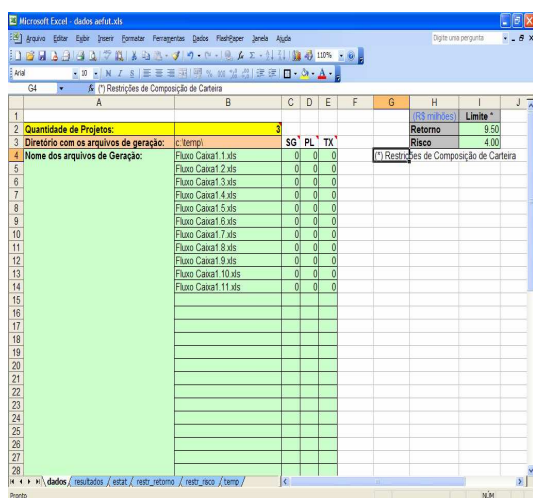 Microsoft Excel - dados aefut.xls
Arquivo Editar Exibir Inserir Formatar Ferramentas Dados FlashPaper Janela Ajuda Digite uma pergunta
110%
Arial 10 N I S
G4 fx (*) Restrições de Composição de Carteira
A B C D E F G H I J
1 (R$ milhões) Limite *
2 Quantidade de Projetos: 3 Retorno 9.50
3 Diretório com os arquivos de geração: c:\temp\ SG PL TX Risco 4.00
4 Nome dos arquivos de Geração: Fluxo Caixa1.1.xls 0 0 0 (*) Restrições de Composição de Carteira
5 Fluxo Caixa1.2.xls 0 0 0
6 Fluxo Caixa1.3.xls 0 0 0
7 Fluxo Caixa1.4.xls 0 0 0
8 Fluxo Caixa1.5.xls 0 0 0
9 Fluxo Caixa1.6.xls 0 0 0
10 Fluxo Caixa1.7.xls 0 0 0
11 Fluxo Caixa1.8.xls 0 0 0
12 Fluxo Caixa1.9.xls 0 0 0
13 Fluxo Caixa1.10.xls 0 0 0
14 Fluxo Caixa1.11.xls 0 0 0
15
16
17
18
19
20
21
22
23
24
25
26
27
28
dados / resultados / estat / restr_retorno / restr_risco / temp /
Pronto NÚM